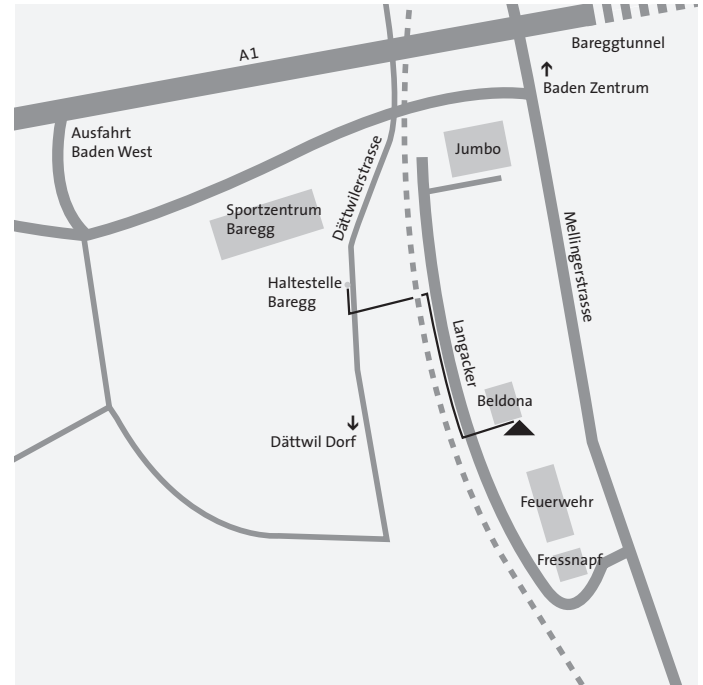 A1
Bareggtunnel
Baden Zentrum
Ausfahrt
Baden West
Jumbo
Dättwilerstrasse
Sportzentrum
Baregg
Mellingerstrasse
Haltestelle
Baregg
Langacker
Beldona
Dättwil Dorf
Feuerwehr
Fressnapf